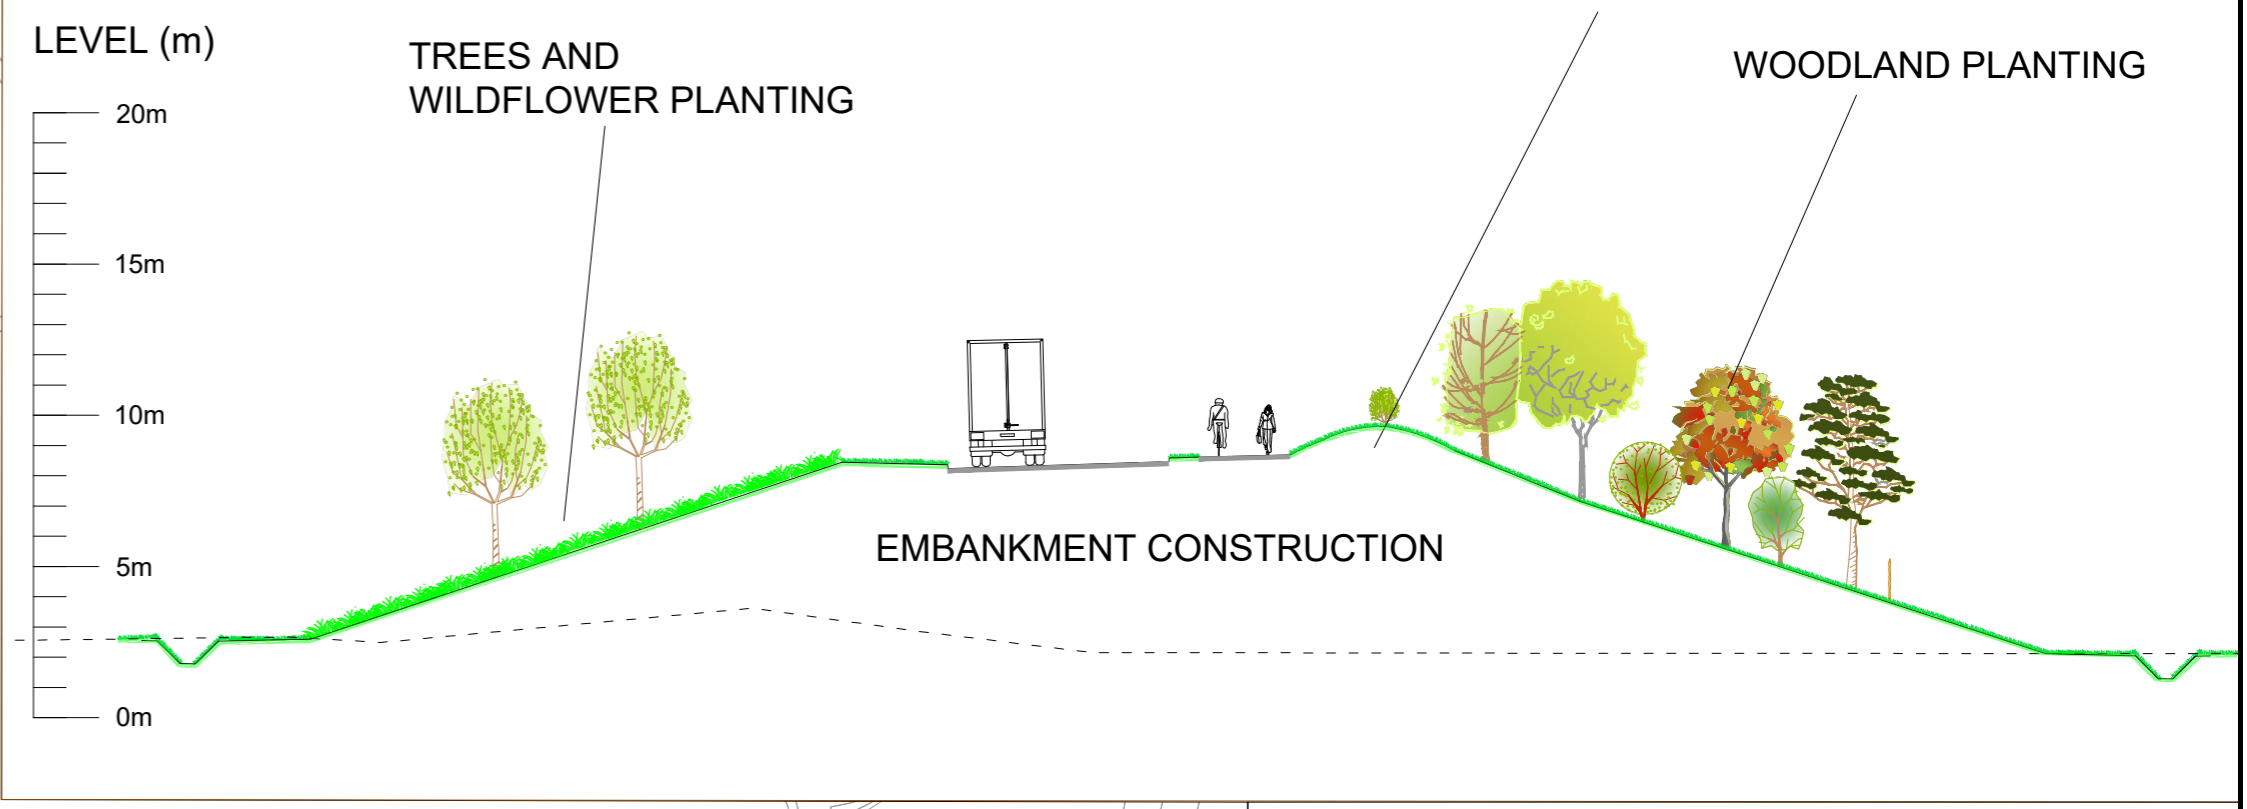 LEVEL (m)
TREES AND
WILDFLOWER PLANTING
WOODLAND PLANTING
20m
15m
10m
5m
0m
EMBANKMENT CONSTRUCTION